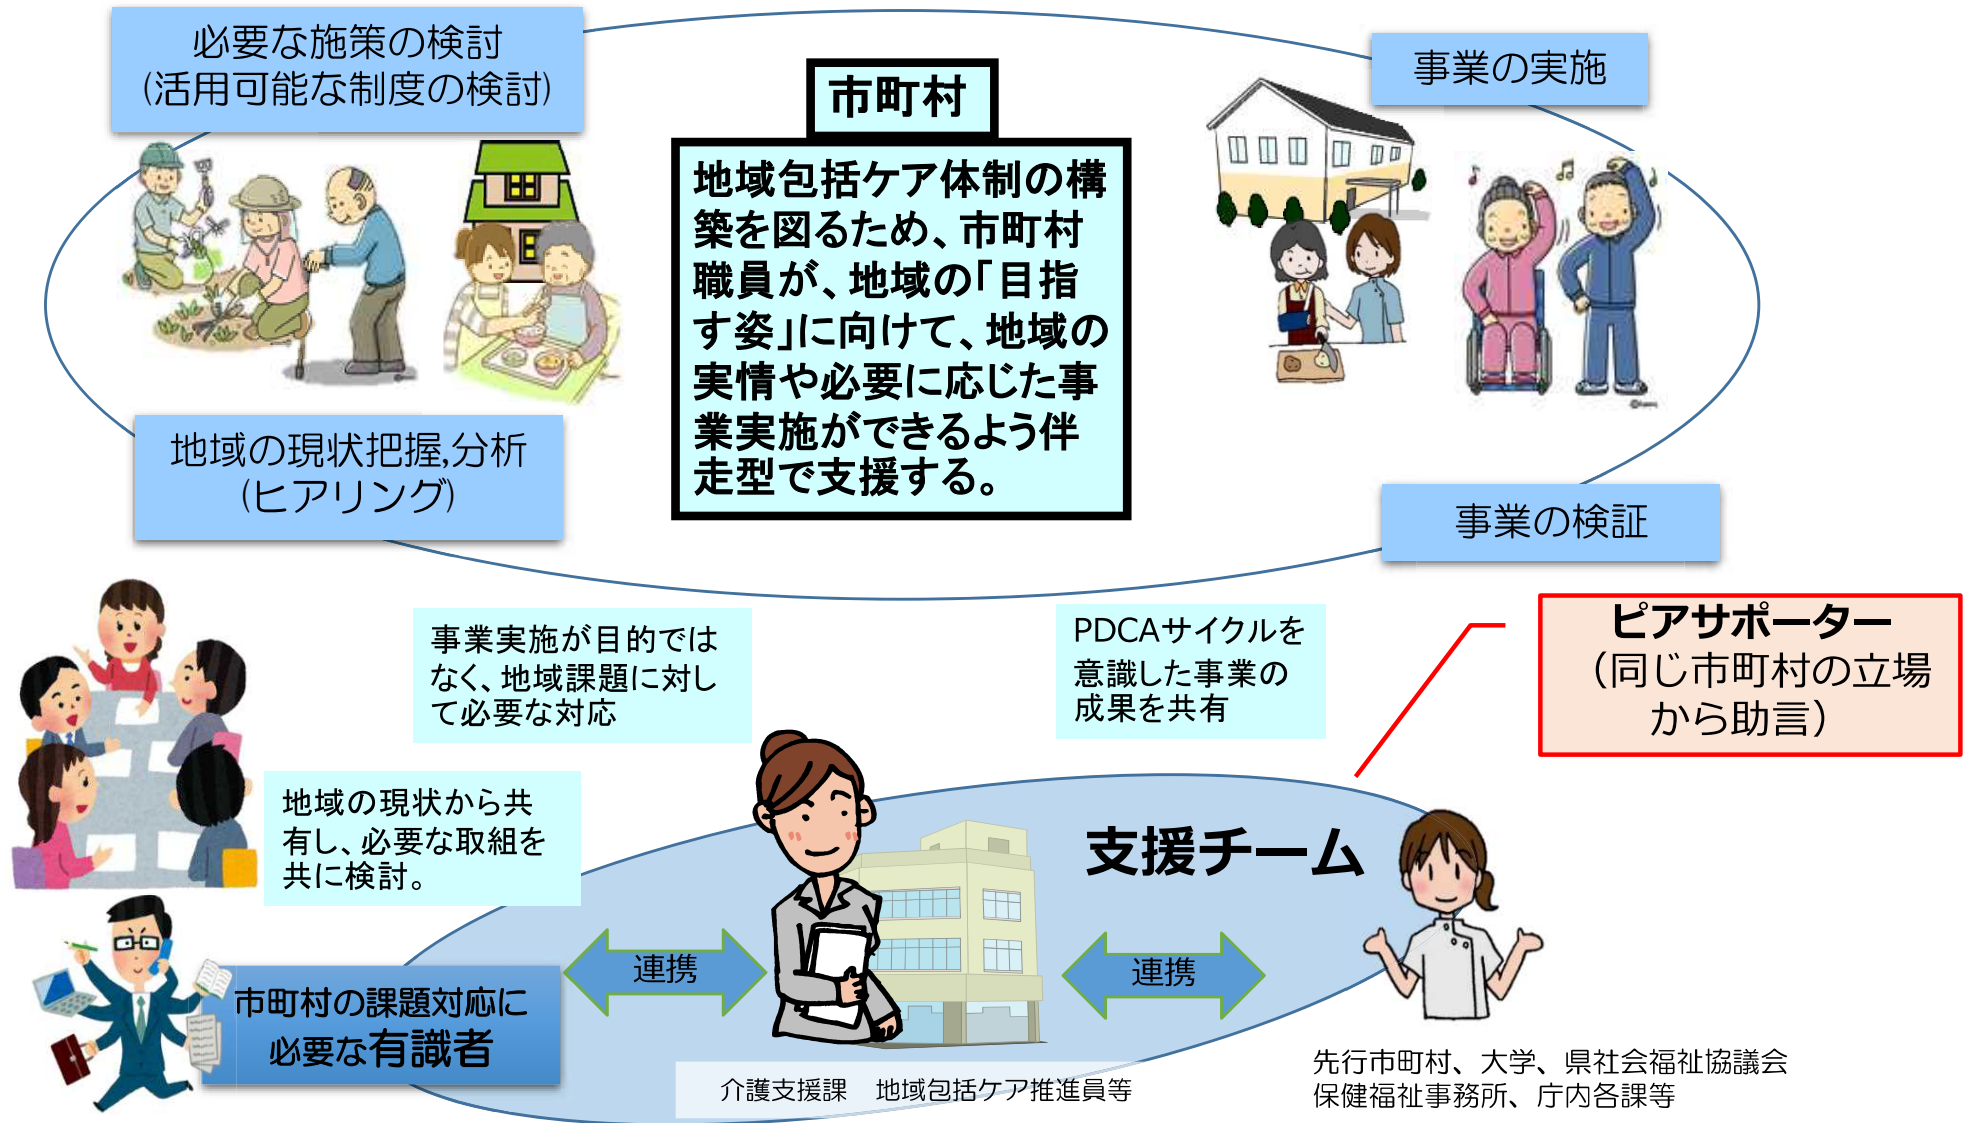 必要な施策の検討
(活用可能な制度の検討)
市町村
事業の実施
地域包括ケア体制の構
築を図るため、市町村
職員が、地域の「目指
す姿」に向けて、地域の
実情や必要に応じた事
業実施ができるよう伴
走型で支援する。
地域の現状把握,分析
(ヒアリング)
事業の検証
事業実施が目的では
なく、地域課題に対し
て必要な対応
PDCAサイクルを
意識した事業の
成果を共有
ピアサポーター
（同じ市町村の立場
から助言）
地域の現状から共
有し、必要な取組を
共に検討。
支援チーム
市町村の課題対応に
必要な有識者
連携
連携
介護支援課　地域包括ケア推進員等
先行市町村、大学、県社会福祉協議会
保健福祉事務所、庁内各課等